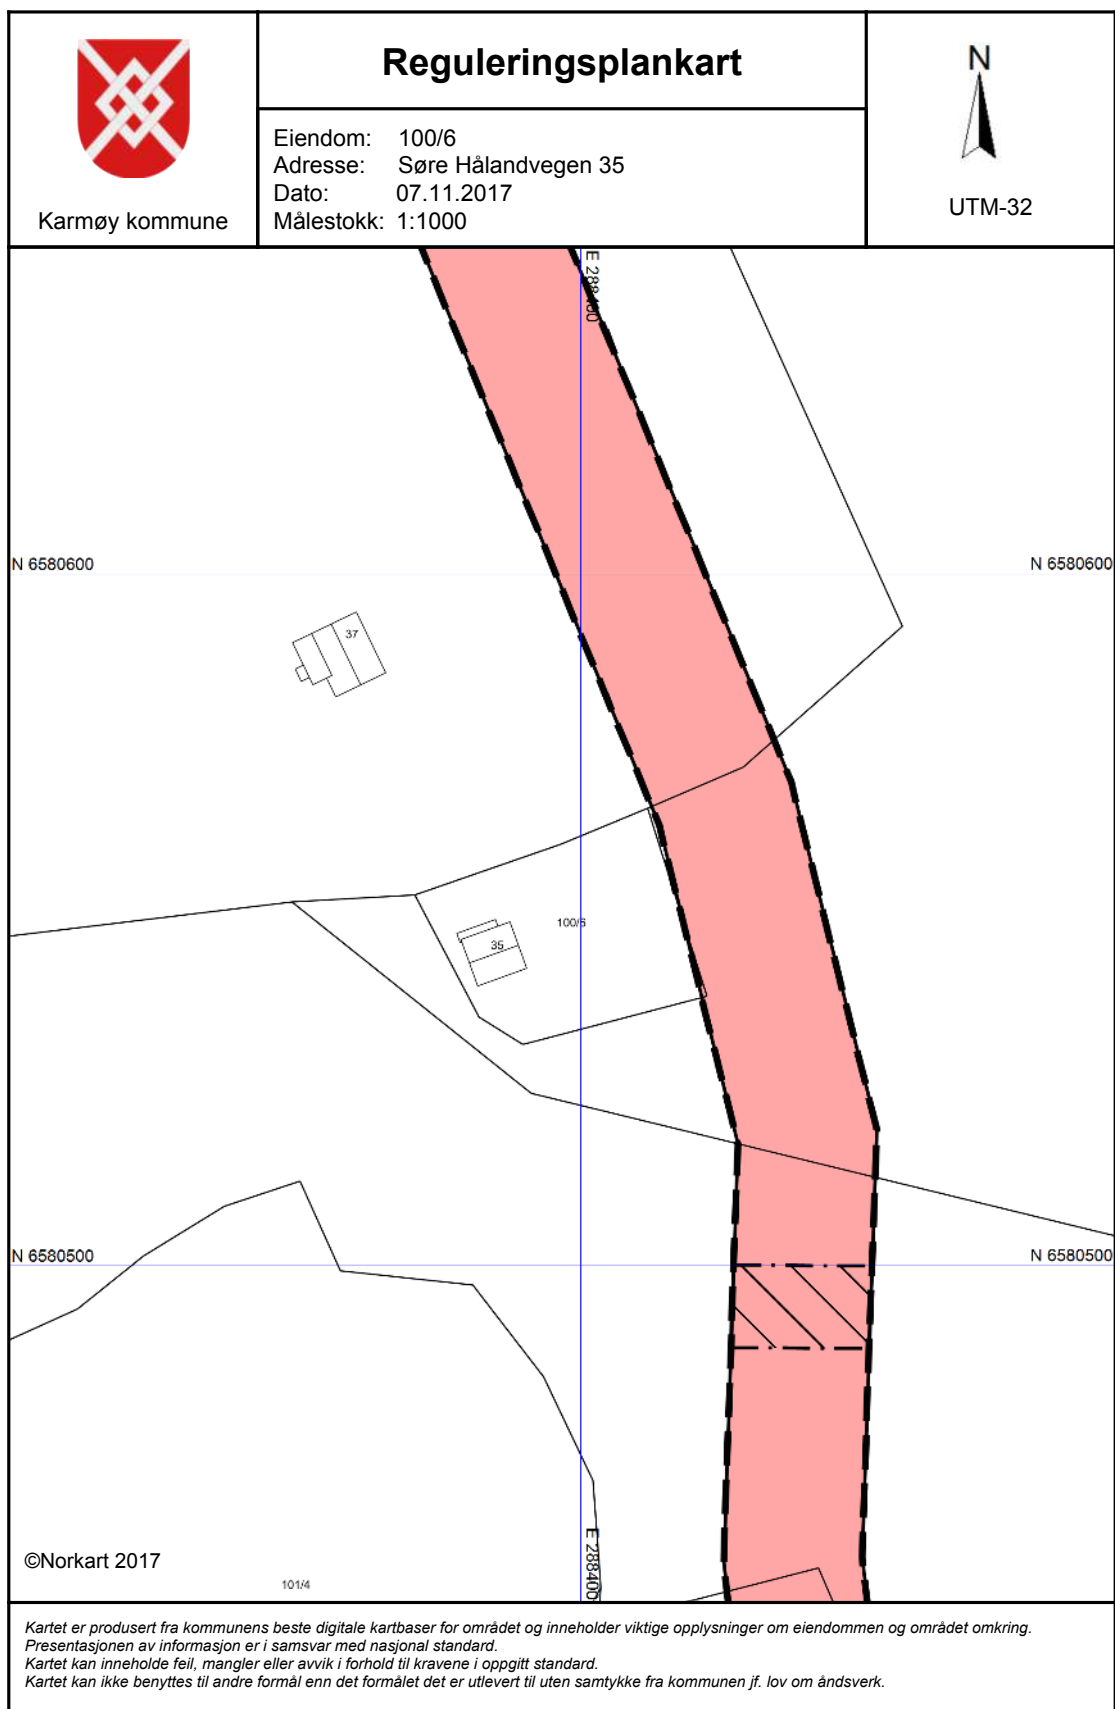 Reguleringsplankart
Karmøy kommune
Eiendom: 100/6
Adresse: Søre Hålandvegen 35
Dato: 07.11.2017
Målestokk: 1:1000
N
UTM-32
E 288400
N 6580600
N 6580600
37
100/6
35
N 6580500
N 6580500
E 288400
©Norkart 2017
101/4
Kartet er produsert fra kommunens beste digitale kartbaser for området og inneholder viktige opplysninger om eiendommen og området omkring.
Presentasjonen av informasjon er i samsvar med nasjonal standard.
Kartet kan inneholde feil, mangler eller avvik i forhold til kravene i oppgitt standard.
Kartet kan ikke benyttes til andre formål enn det formålet det er utlevert til uten samtykke fra kommunen jf. lov om åndsverk.